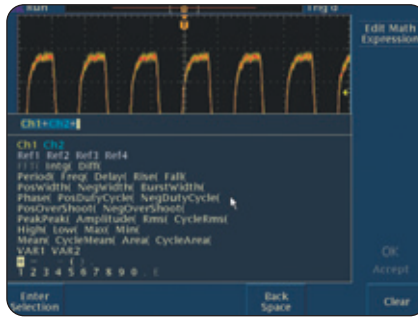 Run Trig'd
Edit Math
Expression
Ch1+Ch2+
Ch1 Ch2
Ref1 Ref2 Ref3 Ref4
FFT( Intg( Diff(
Period( Freq( Delay( Rise( Fall(
PosWidth( NegWidth( BurstWidth(
Phase( PosDutyCycle( NegDutyCycle(
PosOverShoot( NegOverShoot(
PeakPeak( Amplitude( Rms( CycleRms(
High( Low( Max( Min(
Mean( CycleMean( Area( CycleArea(
VAR1 VAR2
( )
1 2 3 4 5 6 7 8 9 0 . E
OK
Accept
Enter
Selection
Back
Space
Clear